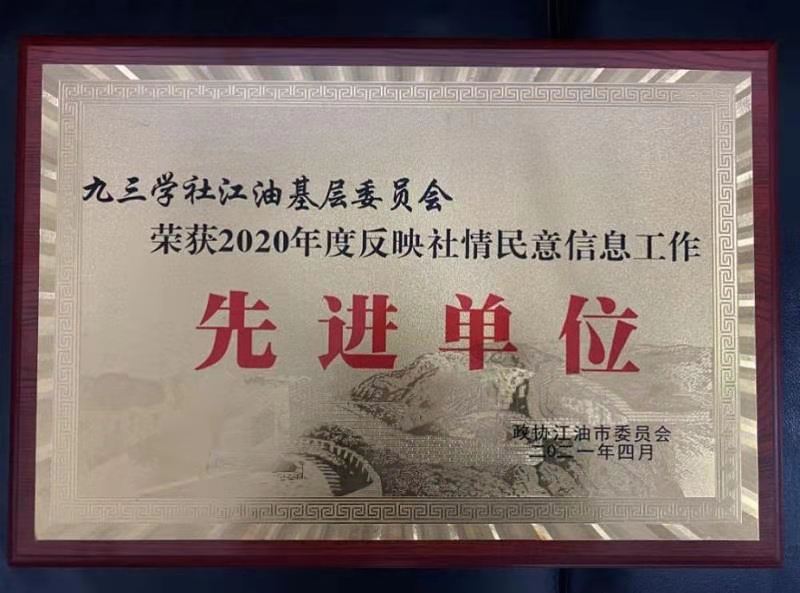 九三学社江油基层委员会
荣获2020年度反映社情民意信息工作
先进单位
政协江油市委员会
二〇二一年四月